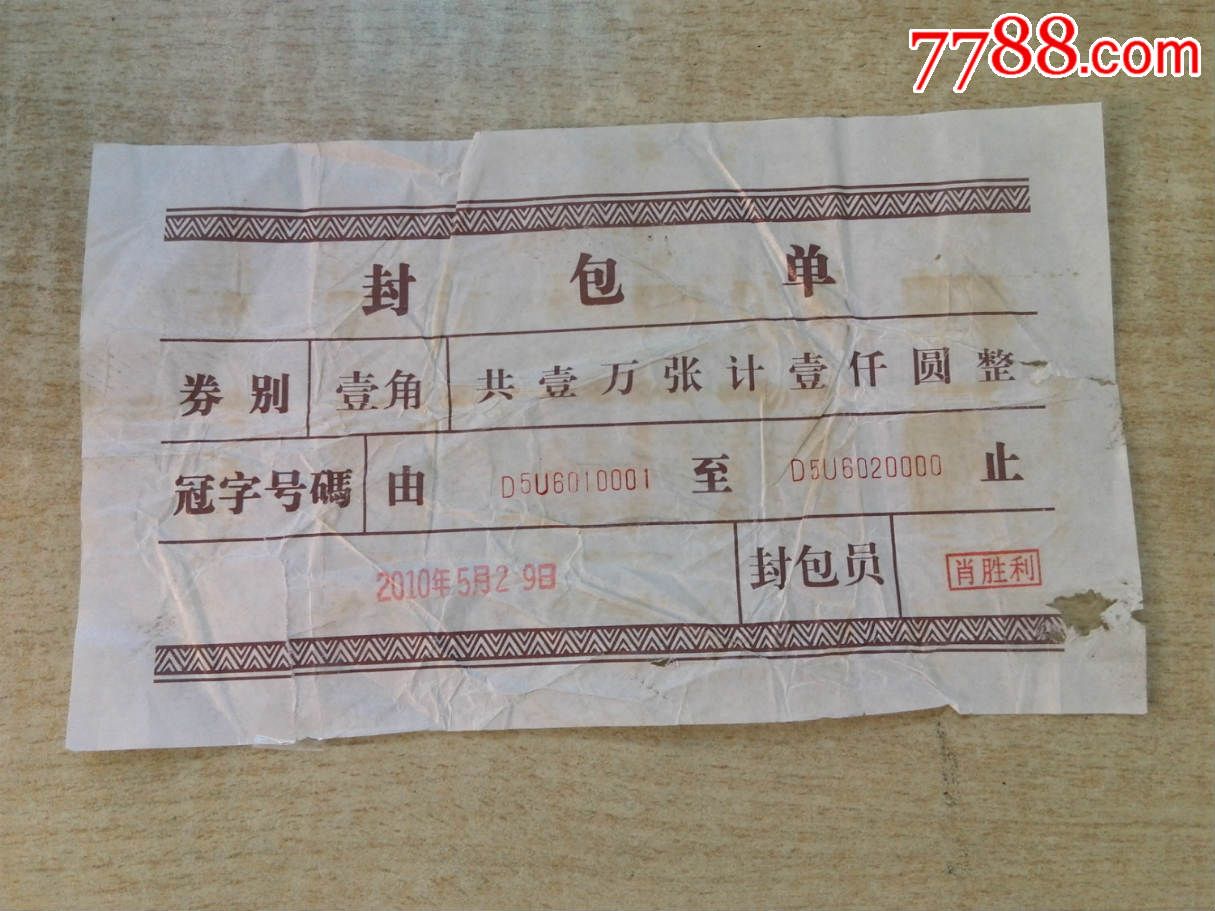 7788.com
封包单
券别 壹角 共壹万张计壹仟圆整
冠字号碼 由 D5U6010001 至 D5U6020000 止
2010年5月29日 封包员 肖胜利